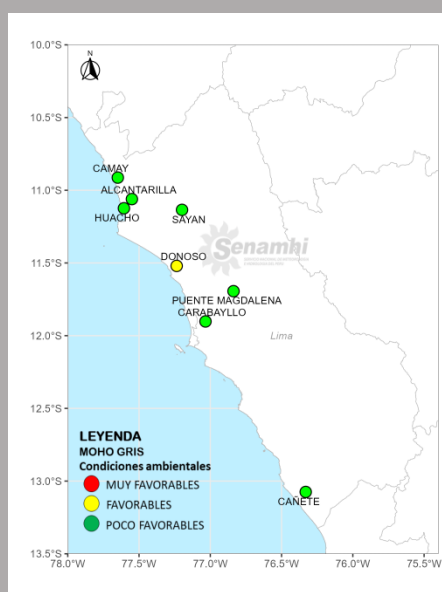 N
10.0°S
10.5°S
CAMAY
11.0°S
ALCANTARILLA
HUACHO
SAYAN
Senamhi
11.5°S
DONOSO
PUENTE MAGDALENA
CARABAYLLO
12.0°S
Lima
12.5°S
LEYENDA
MOHO GRIS
Condiciones ambientales
MUY FAVORABLES
FAVORABLES
POCO FAVORABLES
13.0°S
CAÑETE
13.5°S
78.0°W
77.5°W
77.0°W
76.5°W
76.0°W
75.5°W